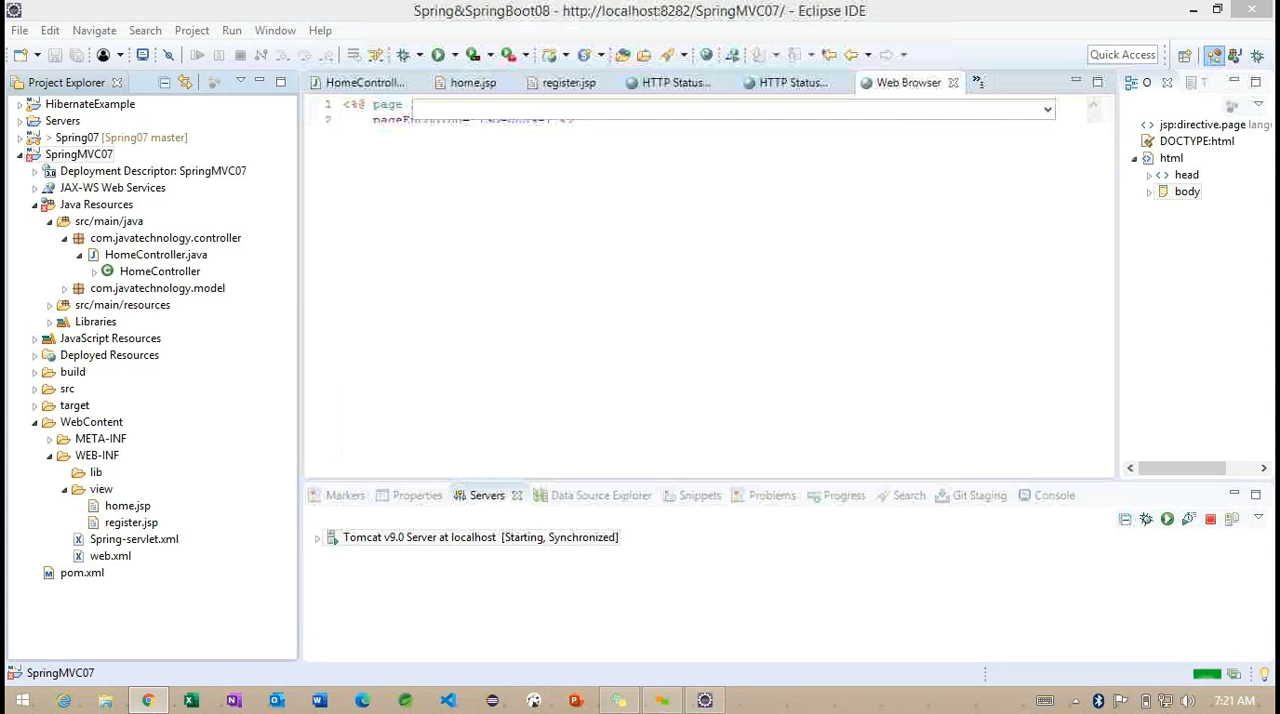 Spring&SpringBoot08 - http://localhost:8282/SpringMVC07/ - Eclipse IDE
File Edit Navigate Search Project Run Window Help
Quick Access
Project Explorer
HomeControll...
home.jsp
register.jsp
HTTP Status...
HTTP Status...
Web Browser
O
1 <%@ page
2
HibernateExample
Servers
> Spring07 [Spring07 master]
SpringMVC07
Deployment Descriptor: SpringMVC07
JAX-WS Web Services
Java Resources
src/main/java
com.javatechnology.controller
HomeController.java
HomeController
com.javatechnology.model
src/main/resources
Libraries
JavaScript Resources
Deployed Resources
build
src
target
WebContent
META-INF
WEB-INF
lib
view
home.jsp
register.jsp
Spring-servlet.xml
web.xml
pom.xml
jsp:directive.page lang
DOCTYPE:html
html
head
body
Markers Properties Servers Data Source Explorer Snippets Problems Progress Search Git Staging Console
Tomcat v9.0 Server at localhost [Starting, Synchronized]
SpringMVC07
7:21 AM